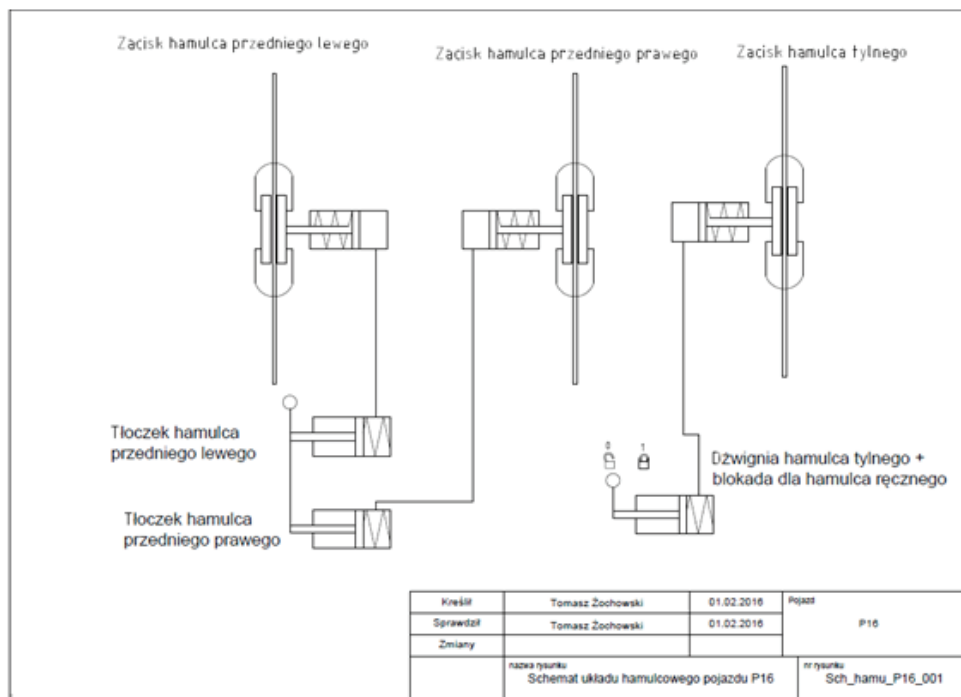 Zacisk hamulca przedniego lewego
Zacisk hamulca przedniego prawego
Zacisk hamulca tylnego
Tłoczek hamulca
przedniego lewego
Tłoczek hamulca
przedniego prawego
0
1
Dźwignia hamulca tylnego +
blokada dla hamulca ręcznego
Kreślił Tomasz Żochowski 01.02.2016 Pojazd
Sprawdził Tomasz Żochowski 01.02.2016 P16
Zmiany
nazwa rysunku nr rysunku
Schemat układu hamulcowego pojazdu P16 Sch_hamu_P16_001